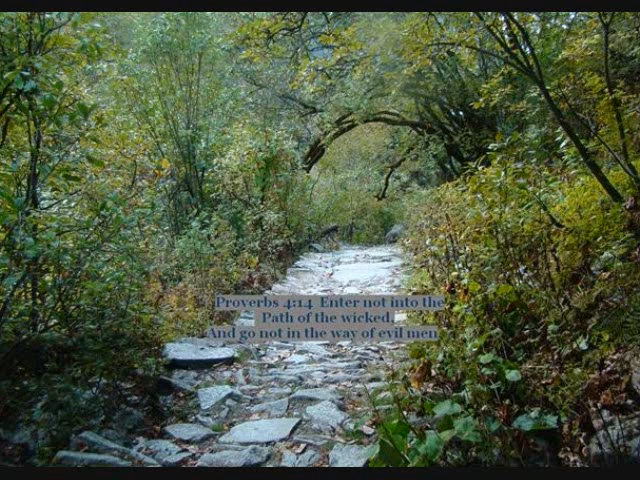 Proverbs 4:14 Enter not into the
Path of the wicked,
And go not in the way of evil men